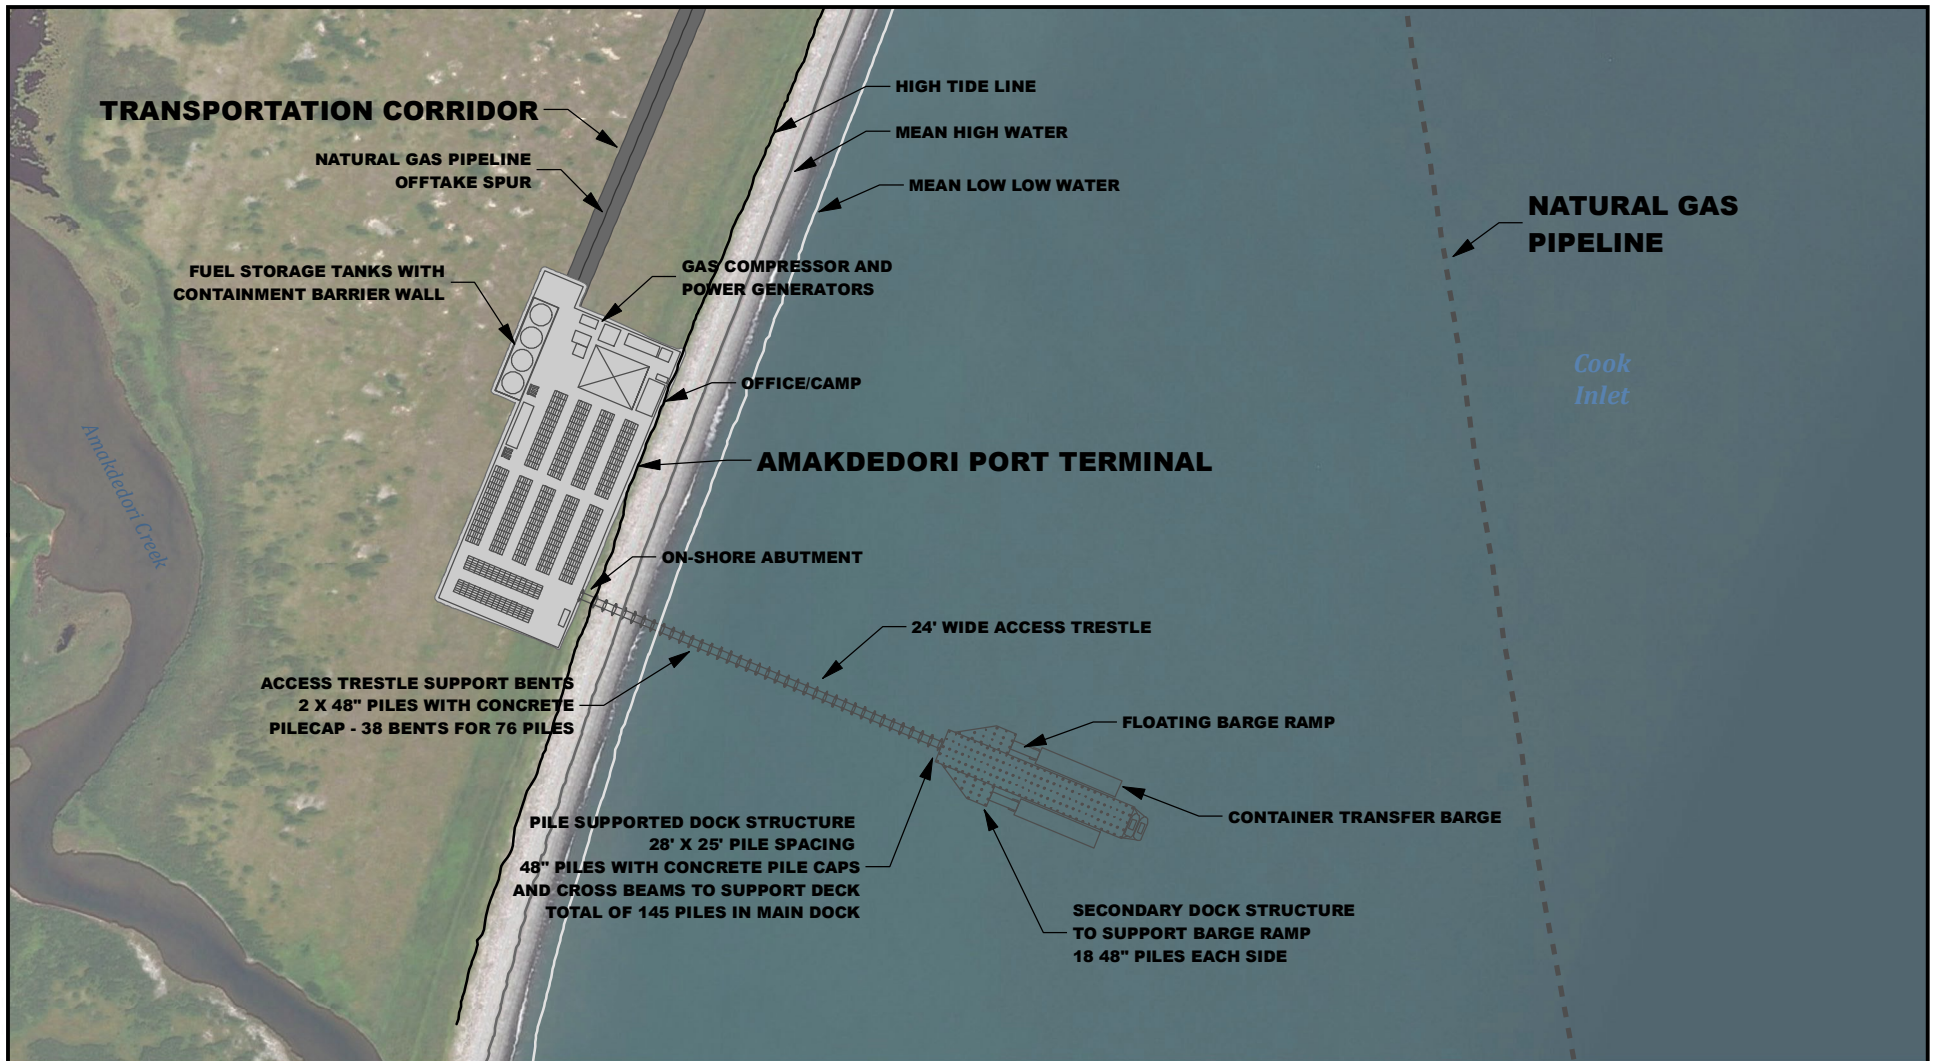 HIGH TIDE LINE
TRANSPORTATION CORRIDOR
MEAN HIGH WATER
NATURAL GAS PIPELINE
OFFTAKE SPUR
MEAN LOW LOW WATER
NATURAL GAS
PIPELINE
FUEL STORAGE TANKS WITH
CONTAINMENT BARRIER WALL
GAS COMPRESSOR AND
POWER GENERATORS
Cook
Inlet
OFFICE/CAMP
Amakdedori Creek
AMAKDEDORI PORT TERMINAL
ON-SHORE ABUTMENT
24' WIDE ACCESS TRESTLE
ACCESS TRESTLE SUPPORT BENTS
2 X 48" PILES WITH CONCRETE
PILECAP - 38 BENTS FOR 76 PILES
FLOATING BARGE RAMP
CONTAINER TRANSFER BARGE
PILE SUPPORTED DOCK STRUCTURE
28' X 25' PILE SPACING
48" PILES WITH CONCRETE PILE CAPS
AND CROSS BEAMS TO SUPPORT DECK
TOTAL OF 145 PILES IN MAIN DOCK
SECONDARY DOCK STRUCTURE
TO SUPPORT BARGE RAMP
18 48" PILES EACH SIDE